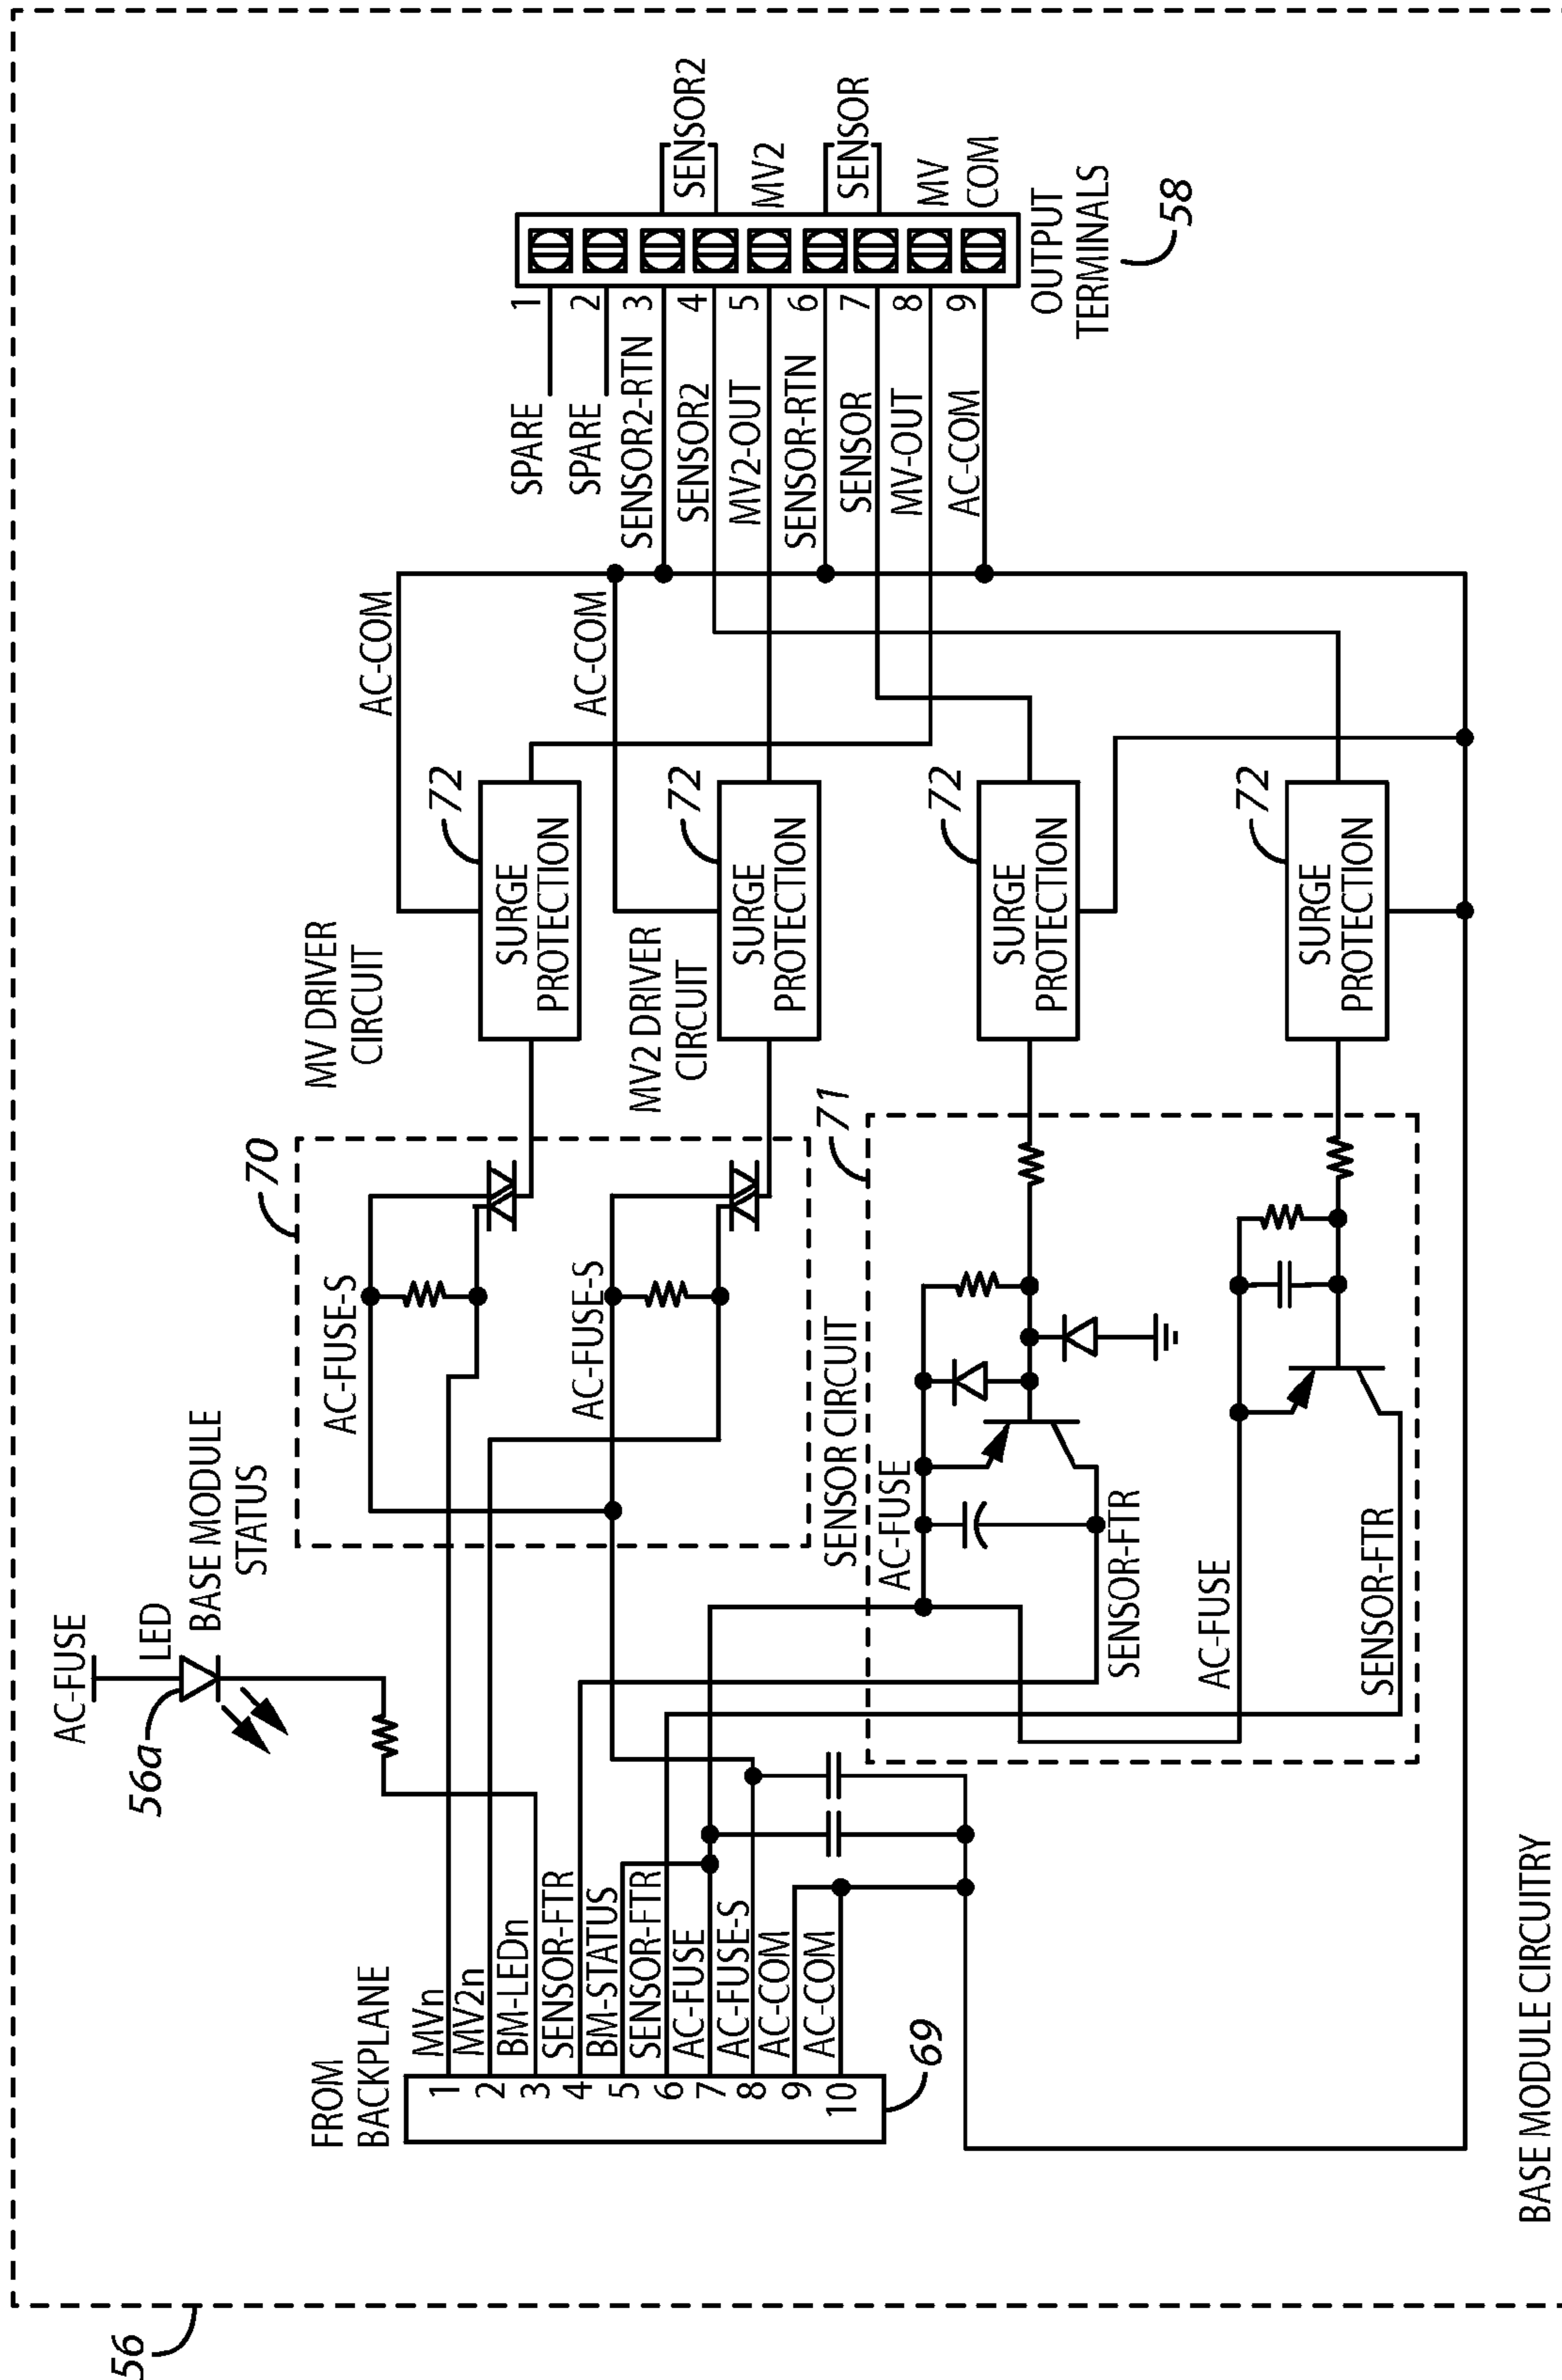 56
AC-FUSE
LED
56a
BASE MODULE
STATUS
FROM
BACKPLANE
1 MVn
2 MV2n
3 BM-LEDn
4 SENSOR-FTR
5 BM-STATUS
6 SENSOR-FTR
7 AC-FUSE
8 AC-FUSE-S
9 AC-COM
10 AC-COM
69
70
AC-FUSE-S
AC-FUSE-S
MV DRIVER
CIRCUIT
MV2 DRIVER
CIRCUIT
SENSOR CIRCUIT
71
AC-FUSE
SENSOR-FTR
AC-FUSE
SENSOR-FTR
72
SURGE
PROTECTION
72
SURGE
PROTECTION
72
SURGE
PROTECTION
72
SURGE
PROTECTION
AC-COM
AC-COM
SPARE 1
SPARE 2
SENSOR2-RTN 3
SENSOR2 4
MV2-OUT 5
SENSOR-RTN 6
SENSOR 7
MV-OUT 8
AC-COM 9
SENSOR2
MV2
SENSOR
MV
COM
OUTPUT
TERMINALS
58
BASE MODULE CIRCUITRY